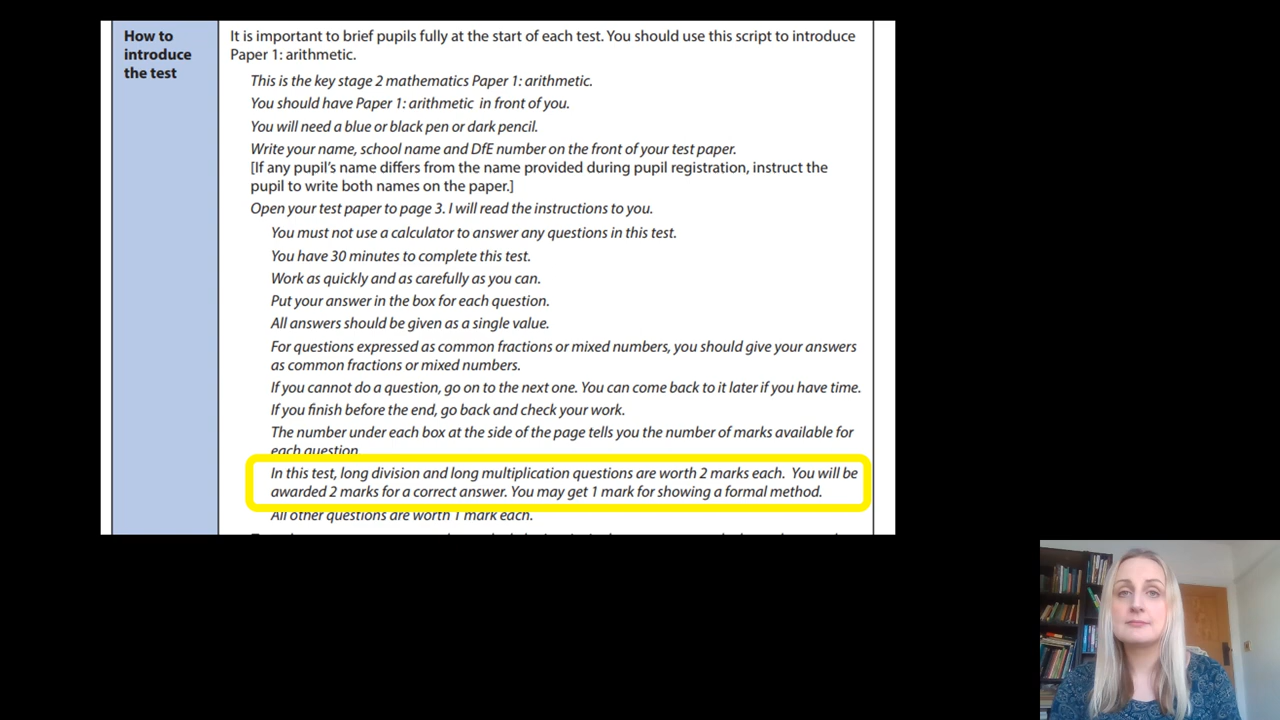 How to
introduce
the test
It is important to brief pupils fully at the start of each test. You should use this script to introduce
Paper 1: arithmetic.
This is the key stage 2 mathematics Paper 1: arithmetic.
You should have Paper 1: arithmetic in front of you.
You will need a blue or black pen or dark pencil.
Write your name, school name and DfE number on the front of your test paper.
[If any pupil's name differs from the name provided during pupil registration, instruct the
pupil to write both names on the paper.]
Open your test paper to page 3. I will read the instructions to you.
You must not use a calculator to answer any questions in this test.
You have 30 minutes to complete this test.
Work as quickly and as carefully as you can.
Put your answer in the box for each question.
All answers should be given as a single value.
For questions expressed as common fractions or mixed numbers, you should give your answers
as common fractions or mixed numbers.
If you cannot do a question, go on to the next one. You can come back to it later if you have time.
If you finish before the end, go back and check your work.
The number under each box at the side of the page tells you the number of marks available for
each question.
In this test, long division and long multiplication questions are worth 2 marks each. You will be
awarded 2 marks for a correct answer. You may get 1 mark for showing a formal method.
All other questions are worth 1 mark each.